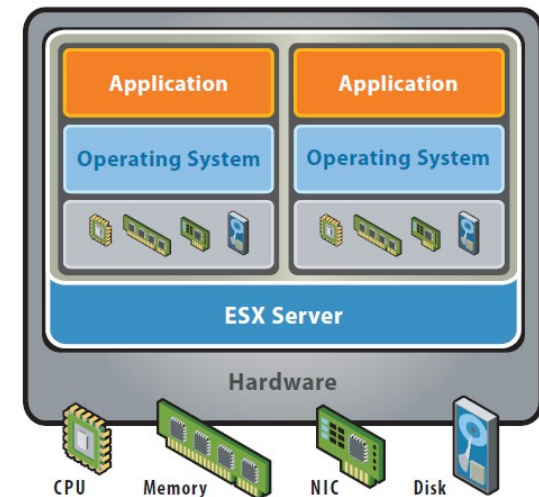 Application Application
Operating System Operating System
ESX Server
Hardware
CPU Memory NIC Disk